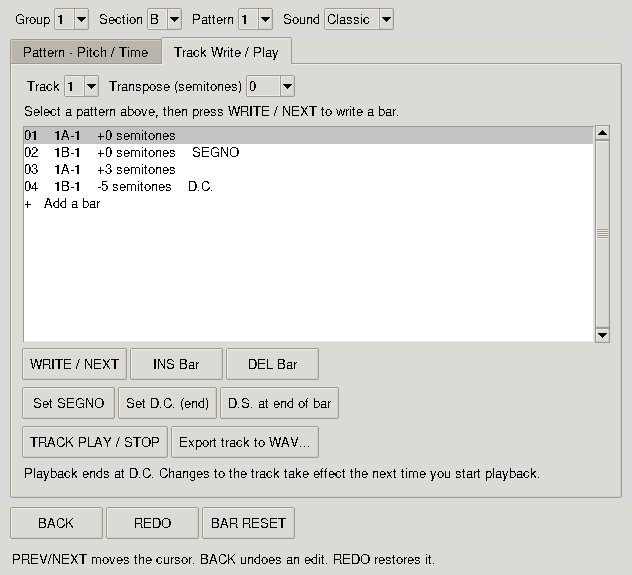 Group 1 Section B Pattern 1 Sound Classic
Pattern - Pitch / Time Track Write / Play
Track 1 Transpose (semitones) 0
Select a pattern above, then press WRITE / NEXT to write a bar.
01 1A-1 +0 semitones
02 1B-1 +0 semitones SEGNO
03 1A-1 +3 semitones
04 1B-1 -5 semitones D.C.
+ Add a bar
WRITE / NEXT INS Bar DEL Bar
Set SEGNO Set D.C. (end) D.S. at end of bar
TRACK PLAY / STOP Export track to WAV...
Playback ends at D.C. Changes to the track take effect the next time you start playback.
BACK REDO BAR RESET
PREV/NEXT moves the cursor. BACK undoes an edit. REDO restores it.